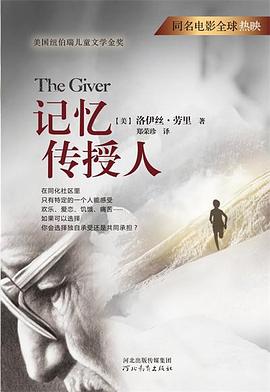 同名电影全球热映
美国纽伯瑞儿童文学金奖
The Giver
记忆
传授人
【美】洛伊丝·劳里 著
郑荣珍 译
在同化社区里
只有特定的一个人能感受
欢乐、爱恋、饥饿、痛苦……
如果可以选择
你会选择独自承受还是共同承担？
河北出版传媒集团
河北教育出版社